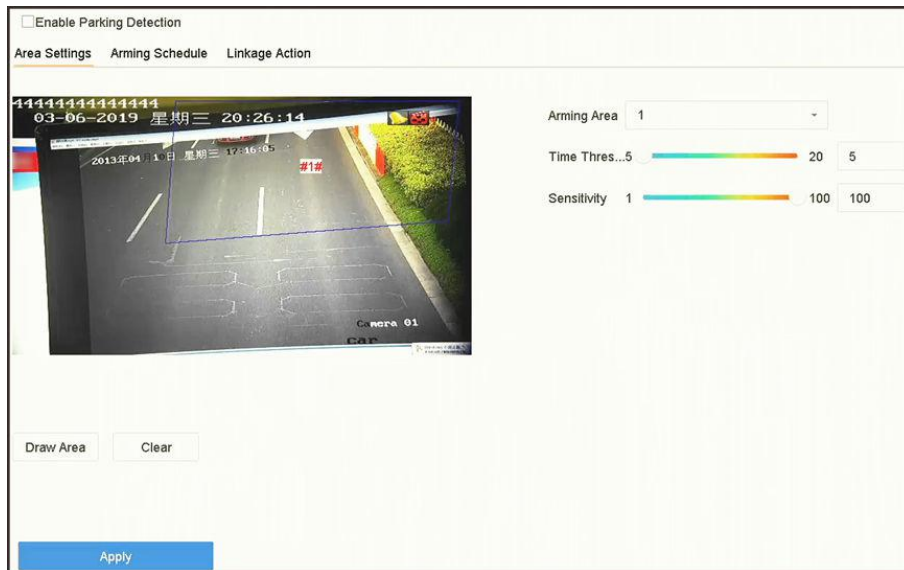 Enable Parking Detection
Area Settings Arming Schedule Linkage Action
44444444444444
03-06-2019 星期三 20:26:14
2013年04月10日 星期三 17:16:05
#1#
Camera 01
car
Arming Area 1
Time Thres...5 20 5
Sensitivity 1 100 100
Draw Area Clear
Apply